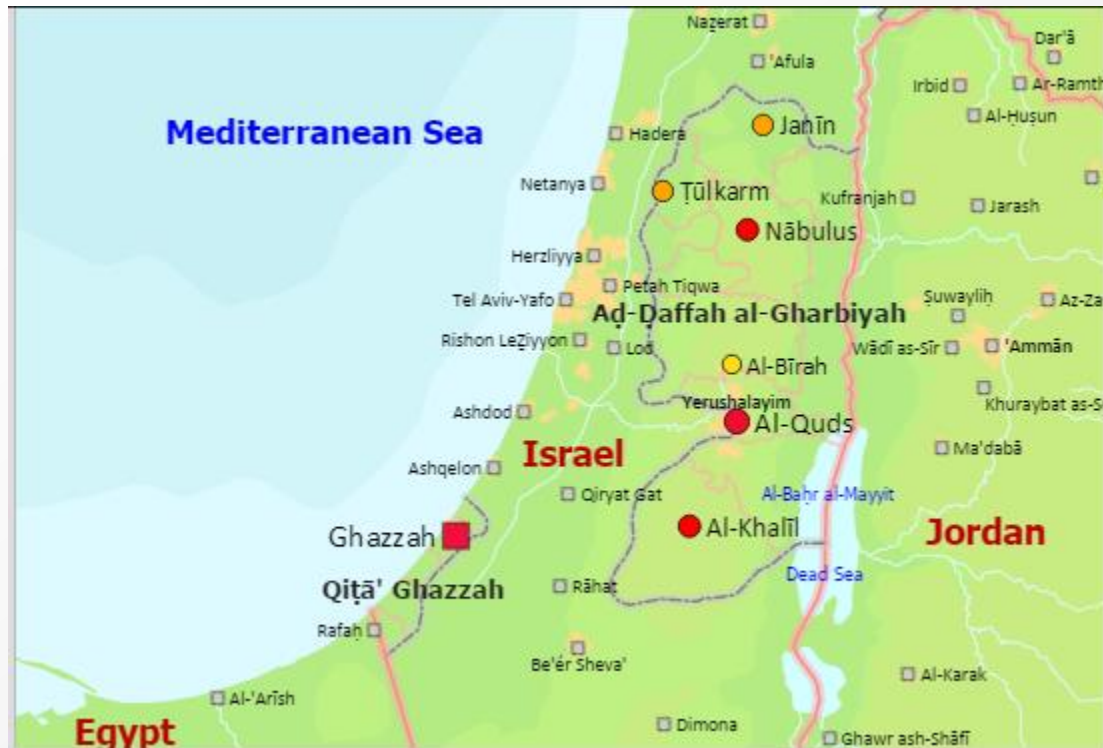 Nazerat
Dar'â
'Afula
Irbid
Ar-Ramth
Al-Ḥuṣun
Janīn
Mediterranean Sea
Hadera
Netanya
Ṭūlkarm
Kufranjah
Jarash
Nābulus
Herzliyya
Petah Tiqwa
Tel Aviv-Yafo
Ṣuwayliḥ
Az-Za
Aḍ-Ḍaffah al-Gharbiyah
Rishon LeẔiyyon
Lod
Wādī as-Sīr
'Ammān
Al-Bīrah
Khuraybat as-S
Yerushalayim
Ashdod
Al-Quds
Israel
Ma'dabā
Ashqelon
Qiryat Gat
Al-Baḥr al-Mayyit
Ghazzah
Al-Khalīl
Jordan
Dead Sea
Qiṭā' Ghazzah
Rāhat
Rafaḥ
Be'ér Sheva'
Al-Karak
Al-'Arīsh
Egypt
Dimona
Ghawr ash-Shāfī